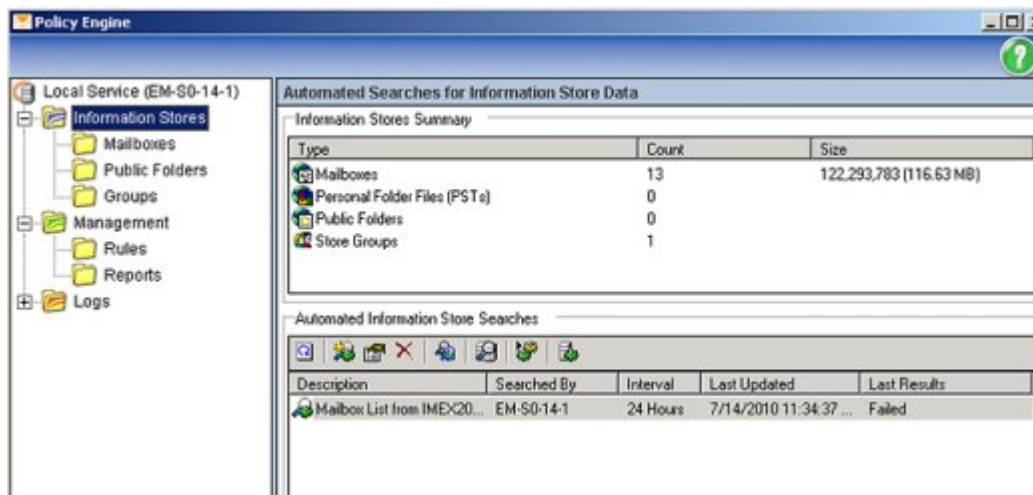 Policy Engine
Local Service (EM-S0-14-1)
Information Stores
Mailboxes
Public Folders
Groups
Management
Rules
Reports
Logs
Automated Searches for Information Store Data
Information Stores Summary
Type Count Size
Mailboxes 13 122,293,783 (116.63 MB)
Personal Folder Files (PSTs) 0
Public Folders 0
Store Groups 1
Automated Information Store Searches
Description Searched By Interval Last Updated Last Results
Mailbox List from IMEX20... EM-S0-14-1 24 Hours 7/14/2010 11:34:37 ... Failed